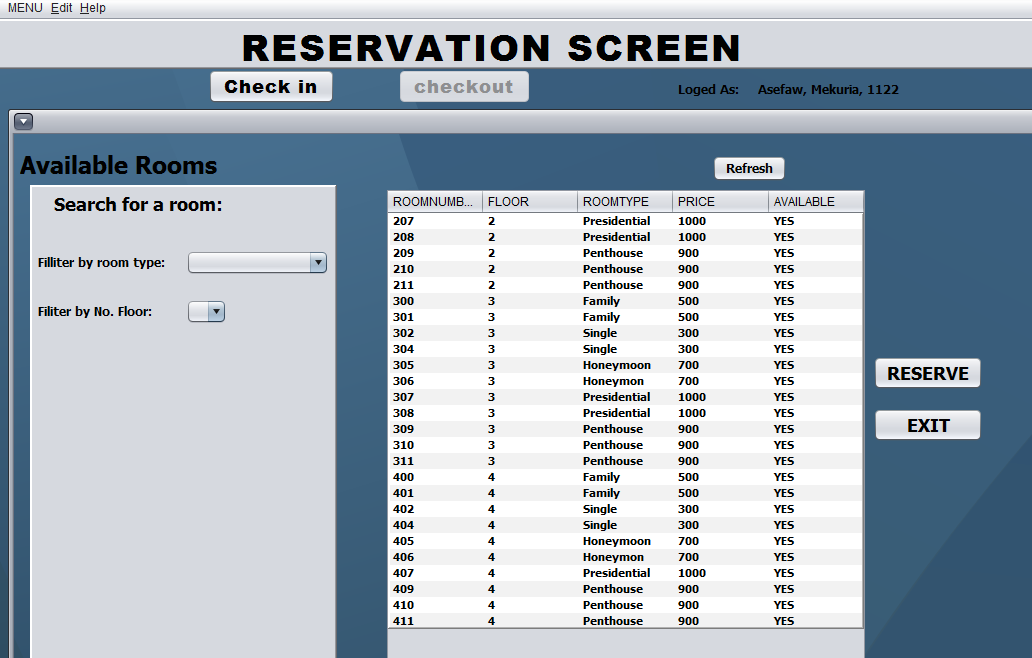 MENU Edit Help
RESERVATION SCREEN
Check in checkout Loged As: Asefaw, Mekuria, 1122
Available Rooms
Search for a room:
Filliter by room type:
Filiter by No. Floor:
Refresh
ROOMNUMB... FLOOR ROOMTYPE PRICE AVAILABLE
207 2 Presidential 1000 YES
208 2 Presidential 1000 YES
209 2 Penthouse 900 YES
210 2 Penthouse 900 YES
211 2 Penthouse 900 YES
300 3 Family 500 YES
301 3 Family 500 YES
302 3 Single 300 YES
304 3 Single 300 YES
305 3 Honeymoon 700 YES
306 3 Honeymon 700 YES
307 3 Presidential 1000 YES
308 3 Presidential 1000 YES
309 3 Penthouse 900 YES
310 3 Penthouse 900 YES
311 3 Penthouse 900 YES
400 4 Family 500 YES
401 4 Family 500 YES
402 4 Single 300 YES
404 4 Single 300 YES
405 4 Honeymoon 700 YES
406 4 Honeymon 700 YES
407 4 Presidential 1000 YES
409 4 Penthouse 900 YES
410 4 Penthouse 900 YES
411 4 Penthouse 900 YES
RESERVE
EXIT